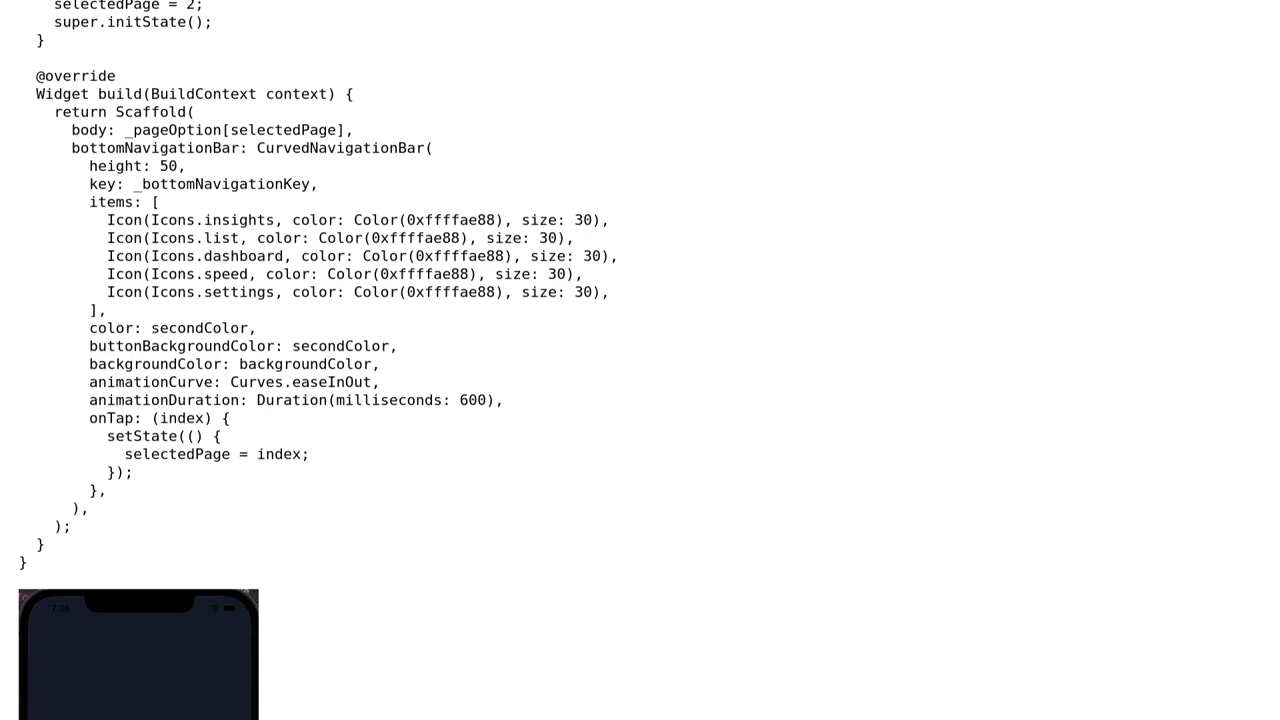 selectedPage = 2;
    super.initState();
  }

  @override
  Widget build(BuildContext context) {
    return Scaffold(
      body: _pageOption[selectedPage],
      bottomNavigationBar: CurvedNavigationBar(
        height: 50,
        key: _bottomNavigationKey,
        items: [
          Icon(Icons.insights, color: Color(0xffffae88), size: 30),
          Icon(Icons.list, color: Color(0xffffae88), size: 30),
          Icon(Icons.dashboard, color: Color(0xffffae88), size: 30),
          Icon(Icons.speed, color: Color(0xffffae88), size: 30),
          Icon(Icons.settings, color: Color(0xffffae88), size: 30),
        ],
        color: secondColor,
        buttonBackgroundColor: secondColor,
        backgroundColor: backgroundColor,
        animationCurve: Curves.easeInOut,
        animationDuration: Duration(milliseconds: 600),
        onTap: (index) {
          setState(() {
            selectedPage = index;
          });
        },
      ),
    );
  }
}